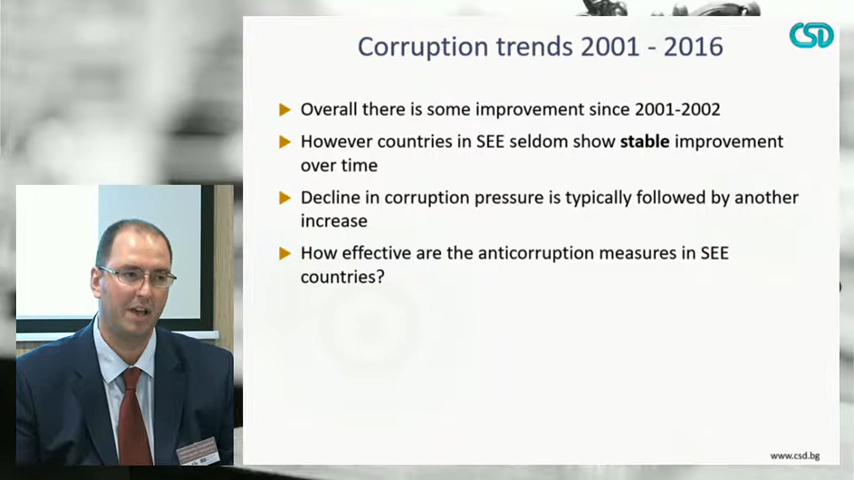 CSD
Corruption trends 2001 - 2016
Overall there is some improvement since 2001-2002
However countries in SEE seldom show stable improvement
over time
Decline in corruption pressure is typically followed by another
increase
How effective are the anticorruption measures in SEE
countries?
www.csd.bg